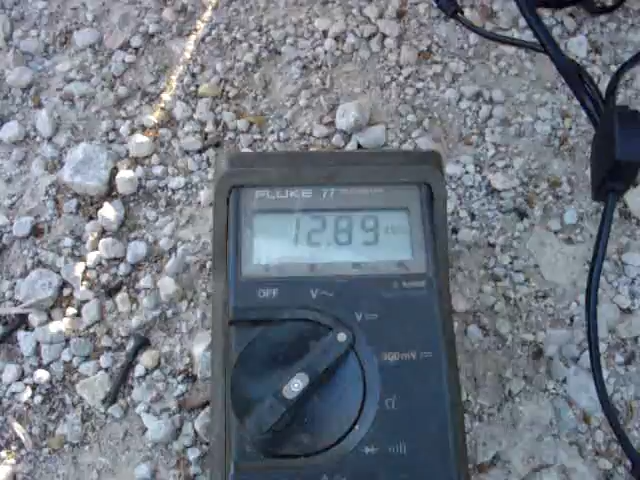 FLUKE 77
12.89
OFF V~
V
300mV
Ω